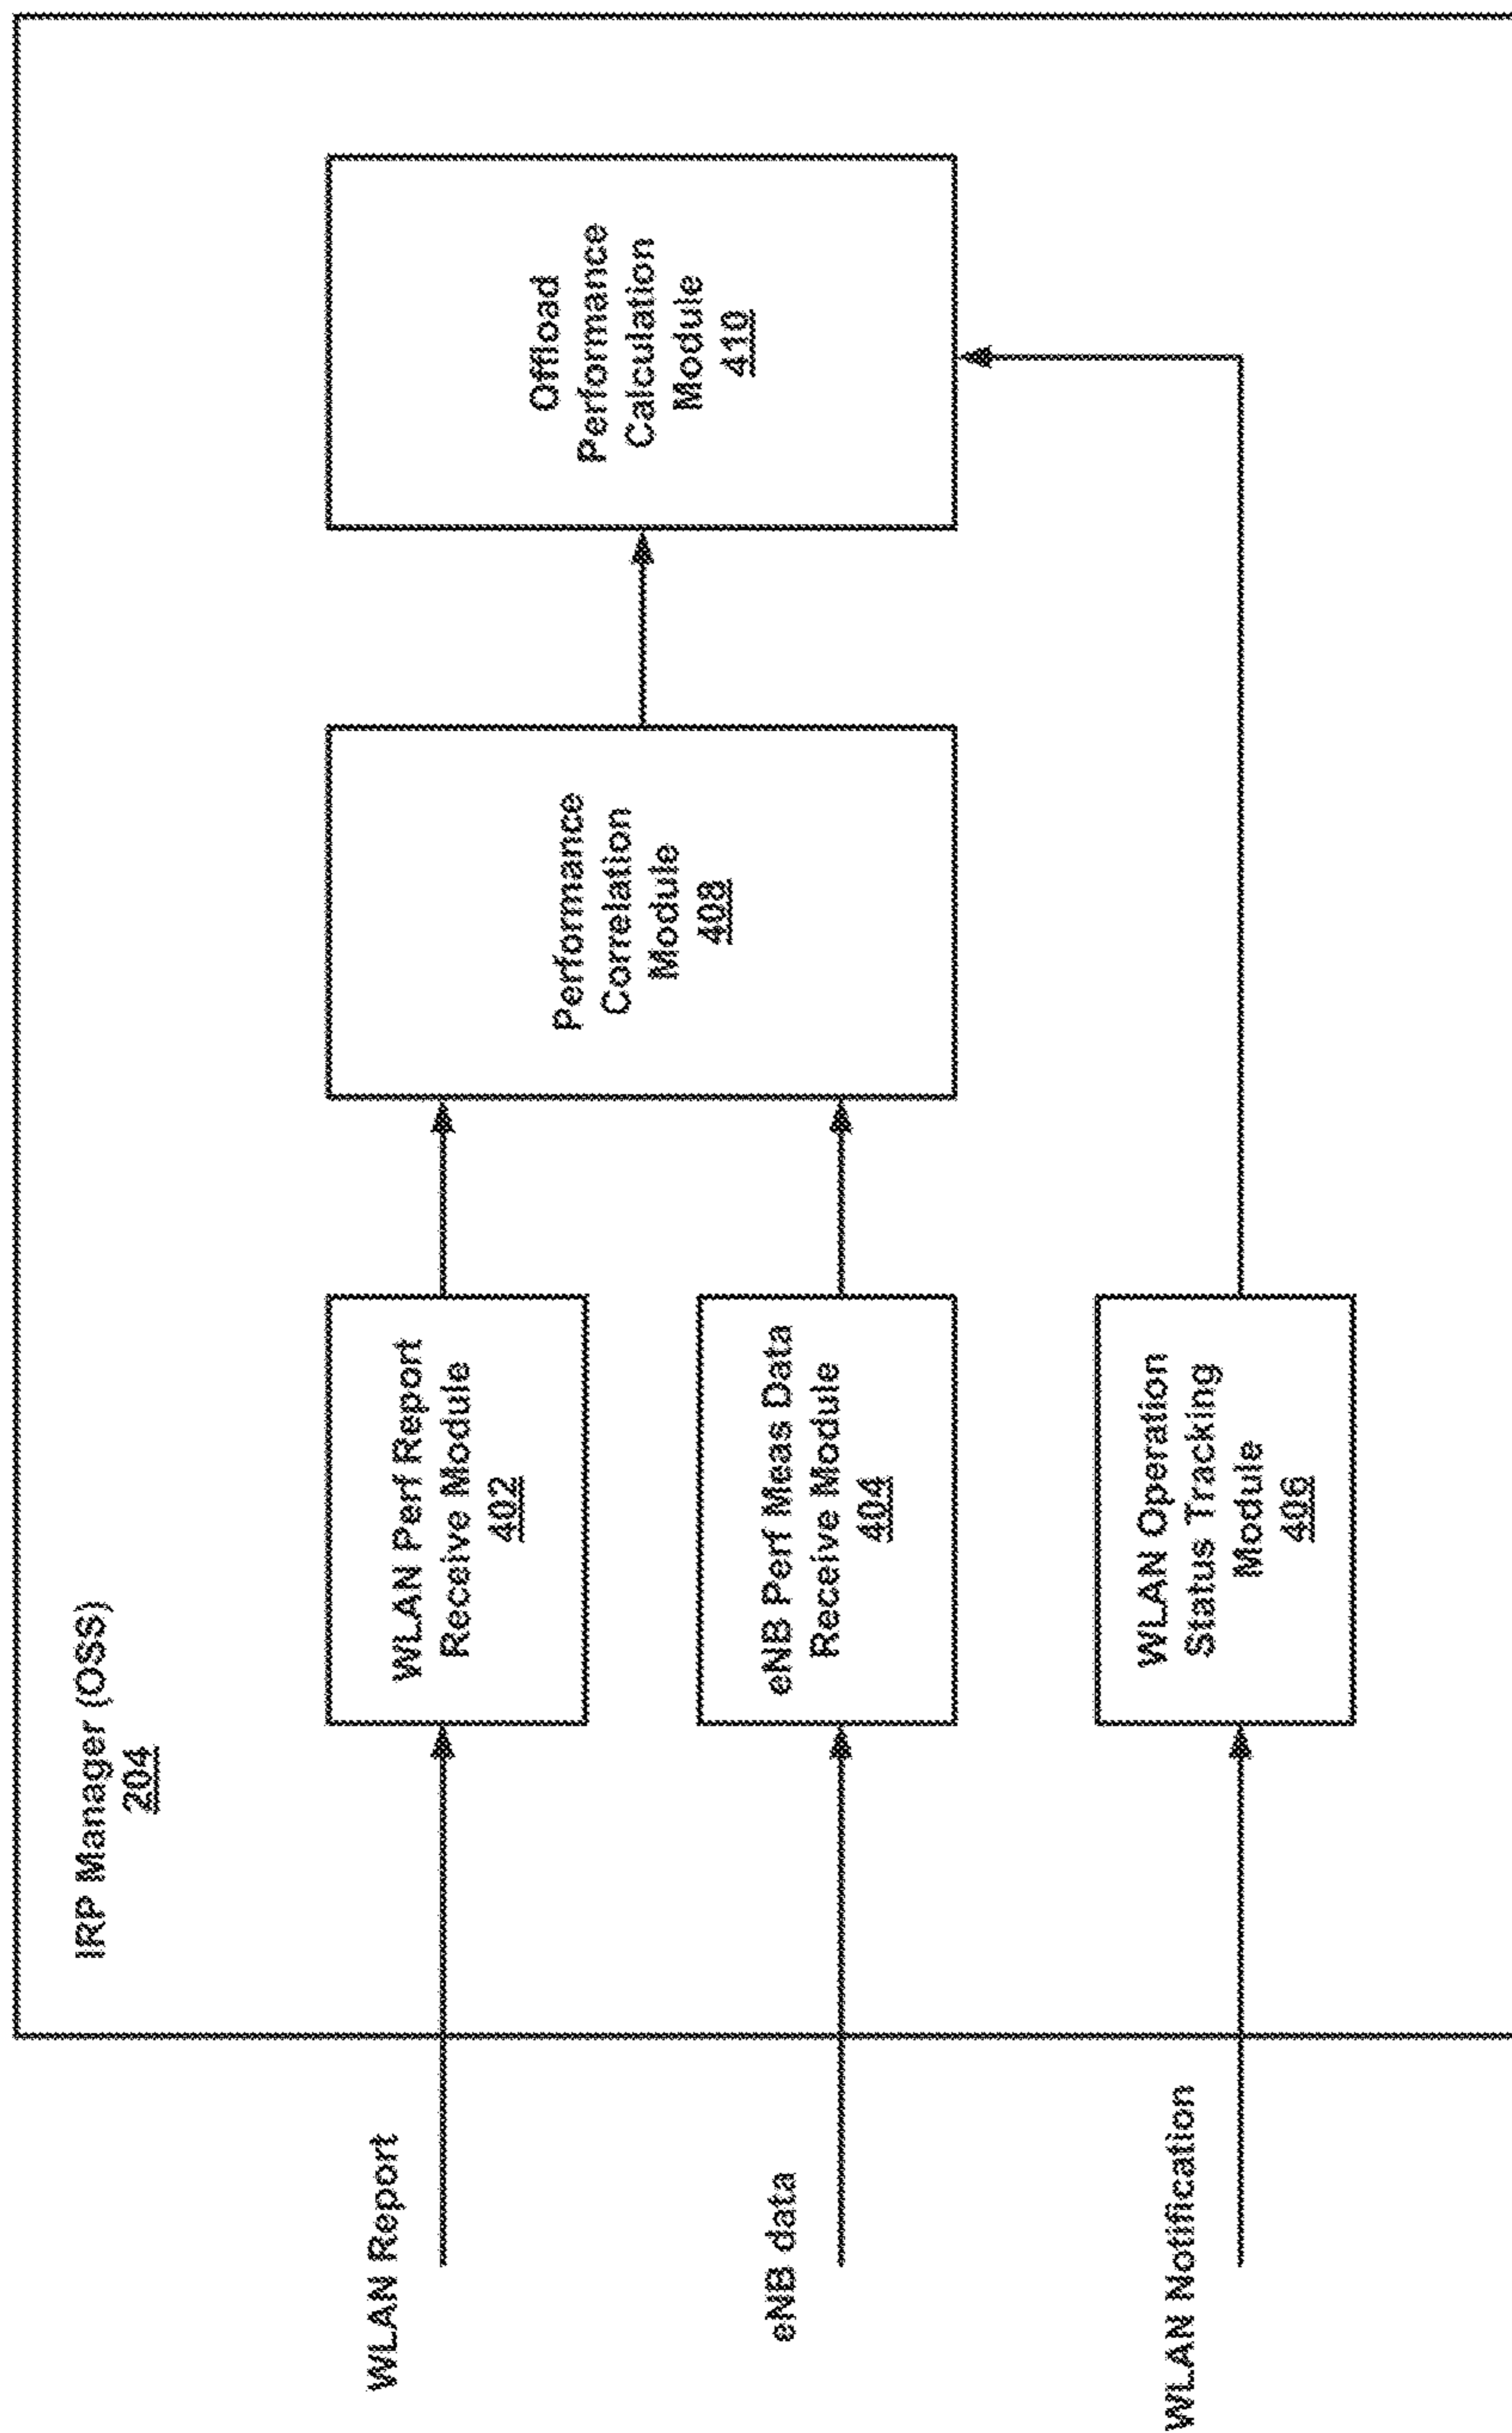 IRP Manager (OSS)
204
WLAN Report
WLAN Perf Report
Receive Module
402
eNB data
eNB Perf Meas Data
Receive Module
404
WLAN Notification
WLAN Operation
Status Tracking
Module
406
Performance
Correlation
Module
408
Offload
Performance
Calculation
Module
410